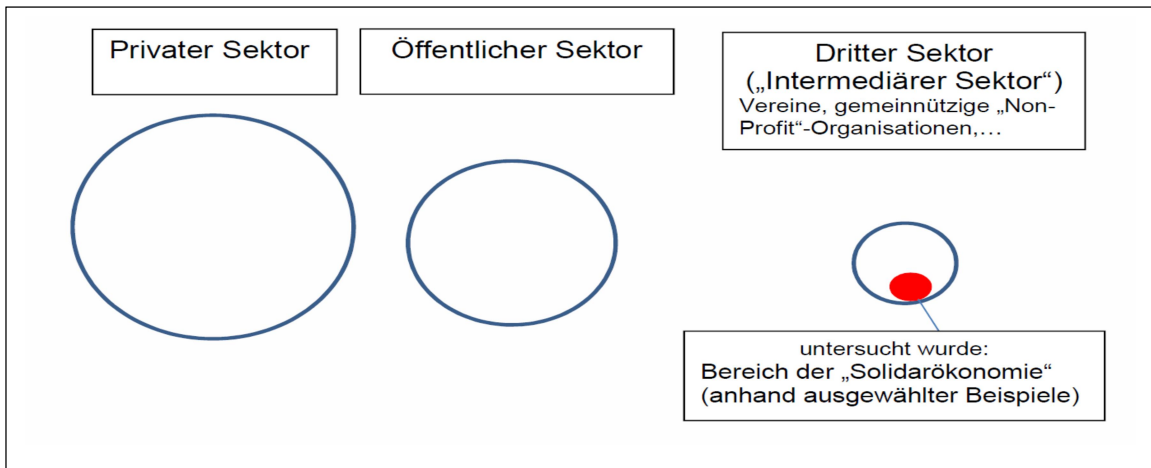 Privater Sektor
Öffentlicher Sektor
Dritter Sektor
(„Intermediärer Sektor“)
Vereine, gemeinnützige „Non-
Profit“-Organisationen,…
untersucht wurde:
Bereich der „Solidarökonomie“
(anhand ausgewählter Beispiele)